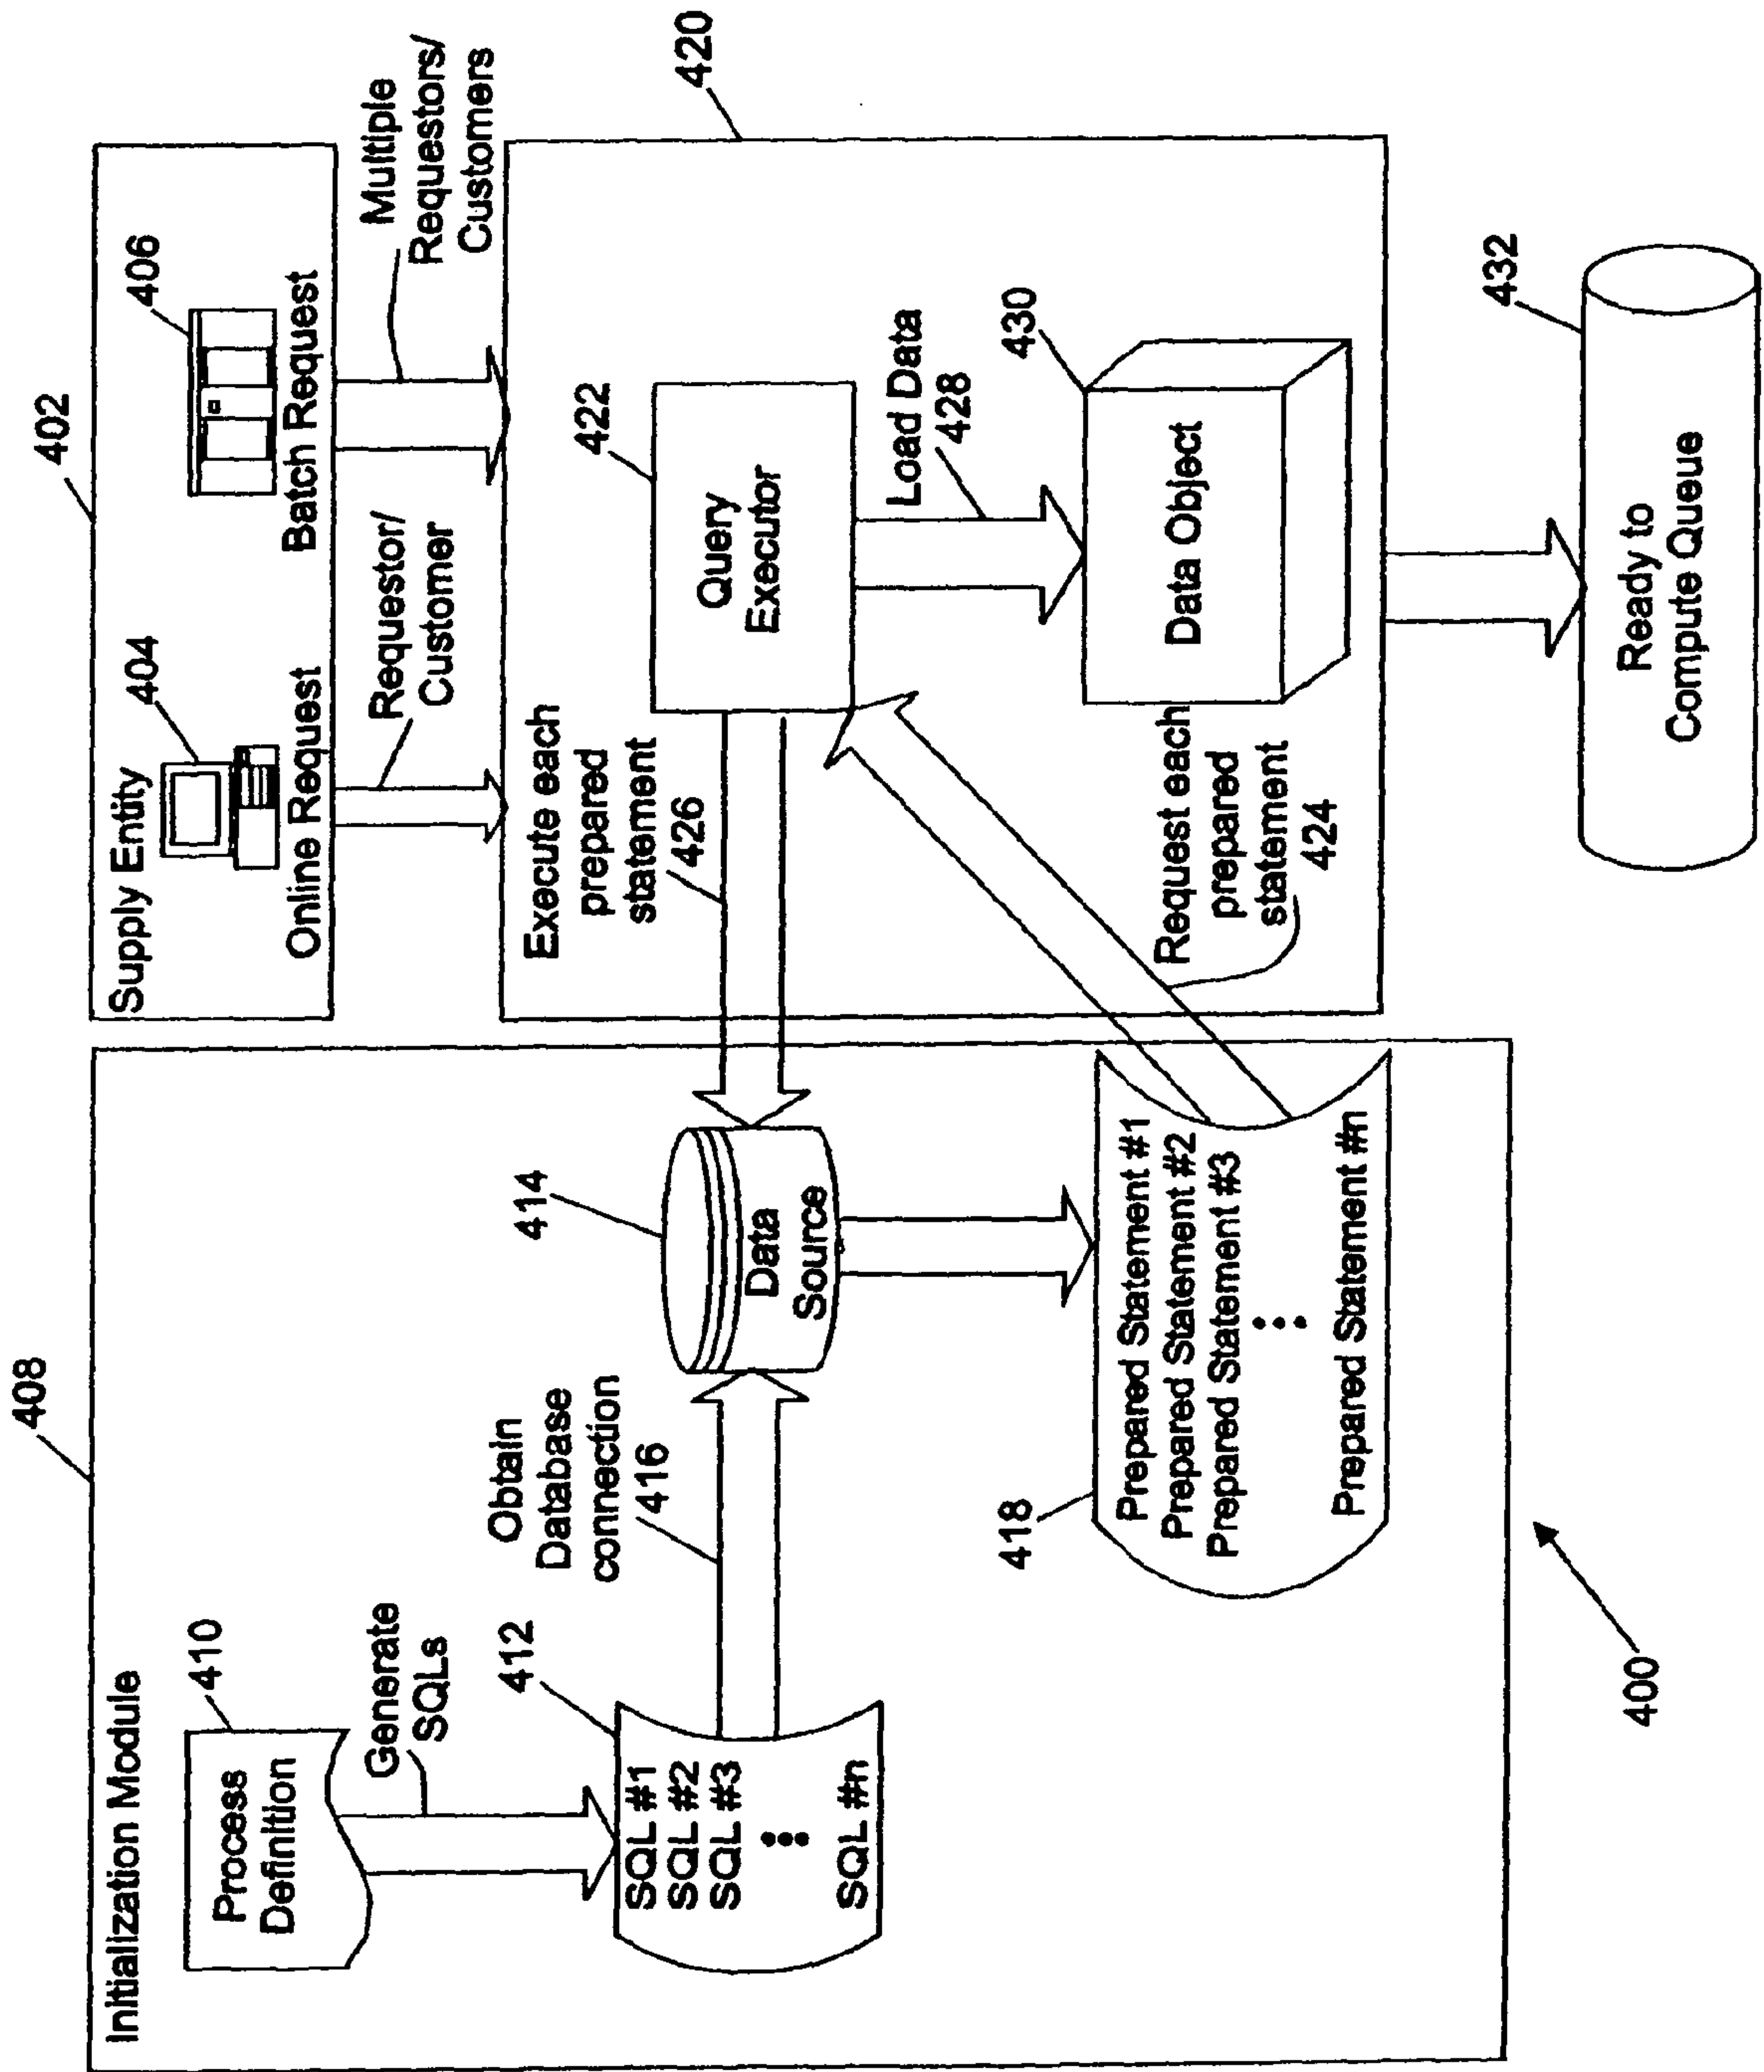 408
Initialization Module
410
Process
Definition
Generate
SQLs
412
SQL #1
SQL #2
SQL #3
SQL #n
Obtain
Database
connection
416
414
Data
Source
418
Prepared Statement #1
Prepared Statement #2
Prepared Statement #3
Prepared Statement #n
400
402
Supply Entity
404
406
Online Request
Batch Request
Requestor/
Customer
Multiple
Requestors/
Customers
420
Execute each
prepared
statement
426
422
Query
Executor
Load Data
428
430
Data Object
Request each
prepared
statement
424
432
Ready to
Compute Queue